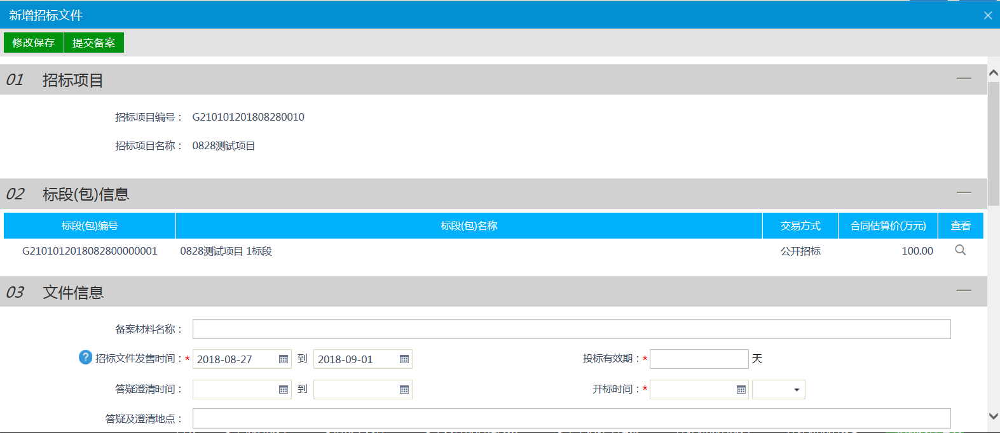 新增招标文件
修改保存 提交备案
01 招标项目
招标项目编号： G210101201808280010
招标项目名称： 0828测试项目
02 标段(包)信息
标段(包)编号 标段(包)名称 交易方式 合同估算价(万元) 查看
G2101012018082800000001 0828测试项目 1标段 公开招标 100.00
03 文件信息
备案材料名称：
? 招标文件发售时间：* 2018-08-27 到 2018-09-01 投标有效期：* 天
答疑澄清时间： 到 开标时间：*
答疑及澄清地点：